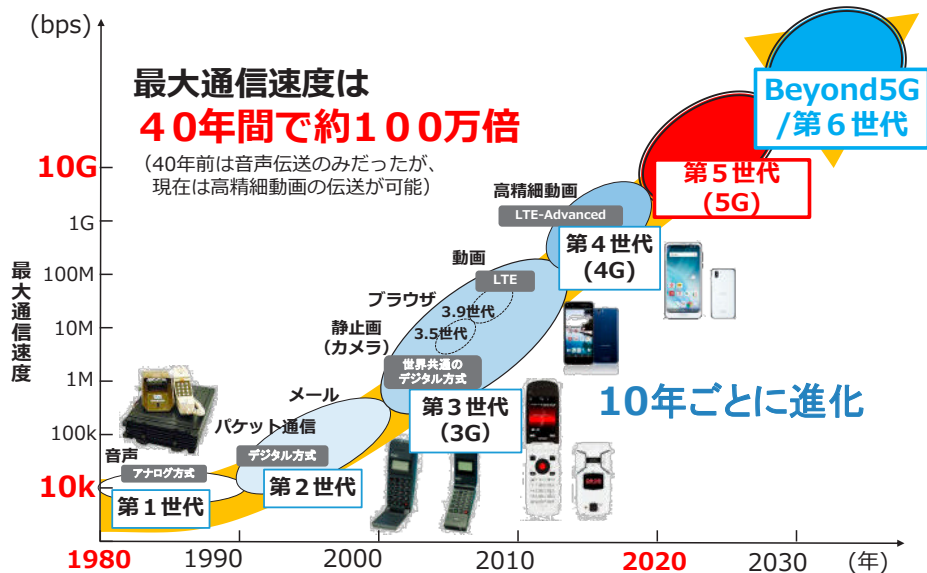 (bps)
最大通信速度は
４０年間で約１００万倍
（40年前は音声伝送のみだったが、
現在は高精細動画の伝送が可能）
Beyond5G
/第６世代
第５世代
(5G)
高精細動画
LTE-Advanced
第４世代
(4G)
動画
LTE
ブラウザ
3.9世代
3.5世代
静止画
（カメラ）
世界共通の
デジタル方式
第３世代
(3G)
メール
パケット通信
デジタル方式
第２世代
音声
アナログ方式
第１世代
10年ごとに進化
最大通信速度
10G
1G
100M
10M
1M
100k
10k
1980
1990
2000
2010
2020
2030
(年)